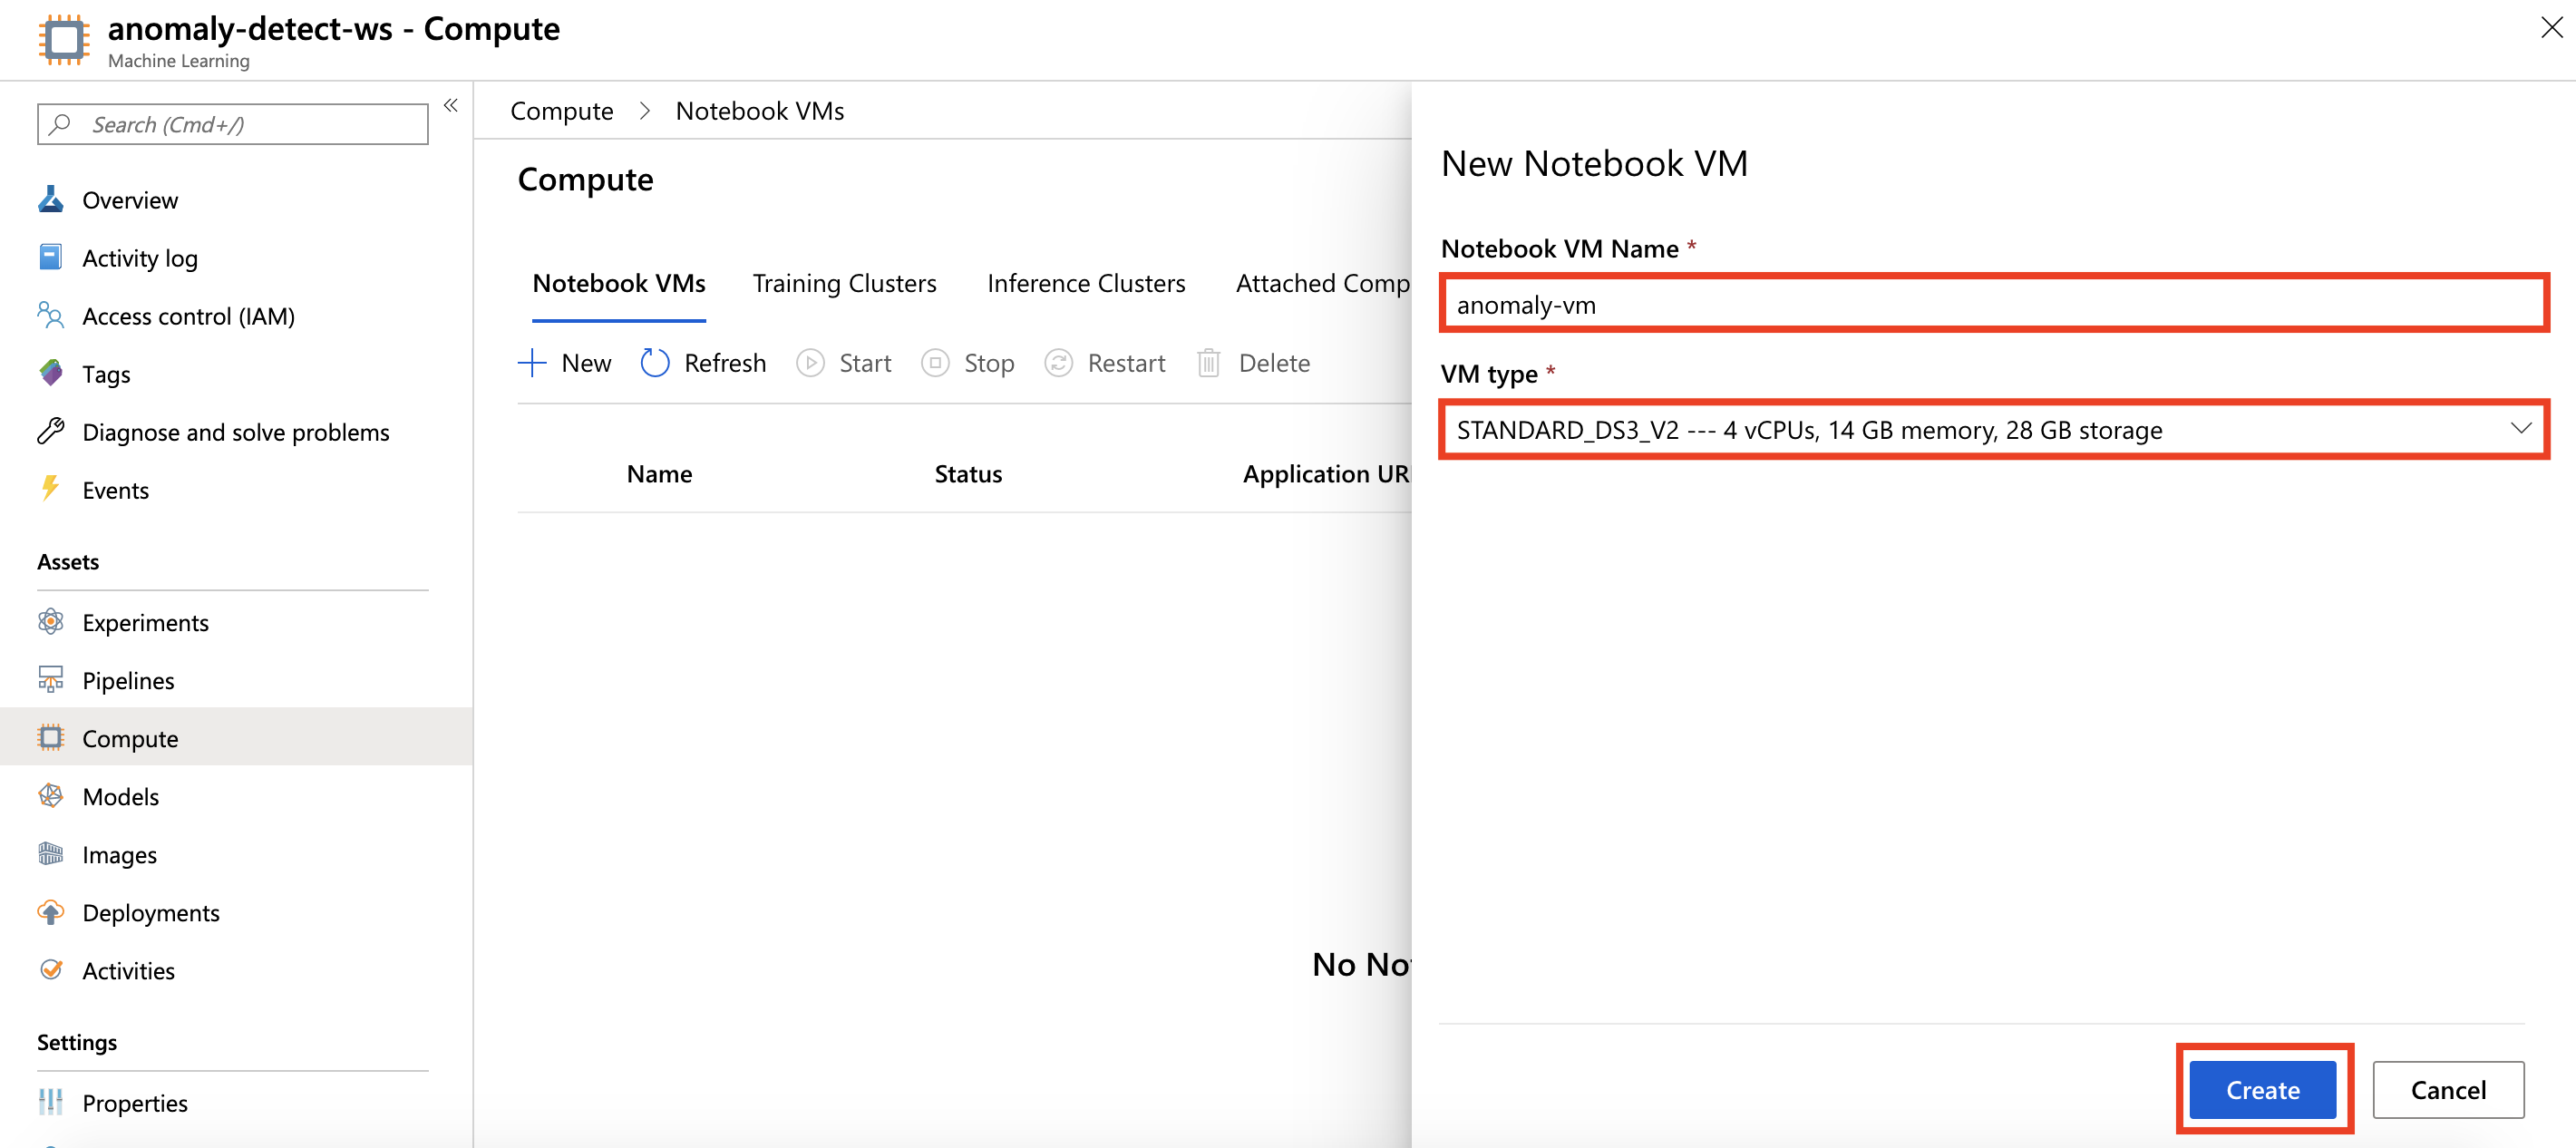 anomaly-detect-ws - Compute
Machine Learning
Search (Cmd+/)
Overview
Activity log
Access control (IAM)
Tags
Diagnose and solve problems
Events
Assets
Experiments
Pipelines
Compute
Models
Images
Deployments
Activities
Settings
Properties
Compute > Notebook VMs
Compute
Notebook VMs Training Clusters Inference Clusters Attached Comp
New Refresh Start Stop Restart Delete
Name Status Application UR
No No
New Notebook VM
Notebook VM Name *
anomaly-vm
VM type *
STANDARD_DS3_V2 --- 4 vCPUs, 14 GB memory, 28 GB storage
Create Cancel